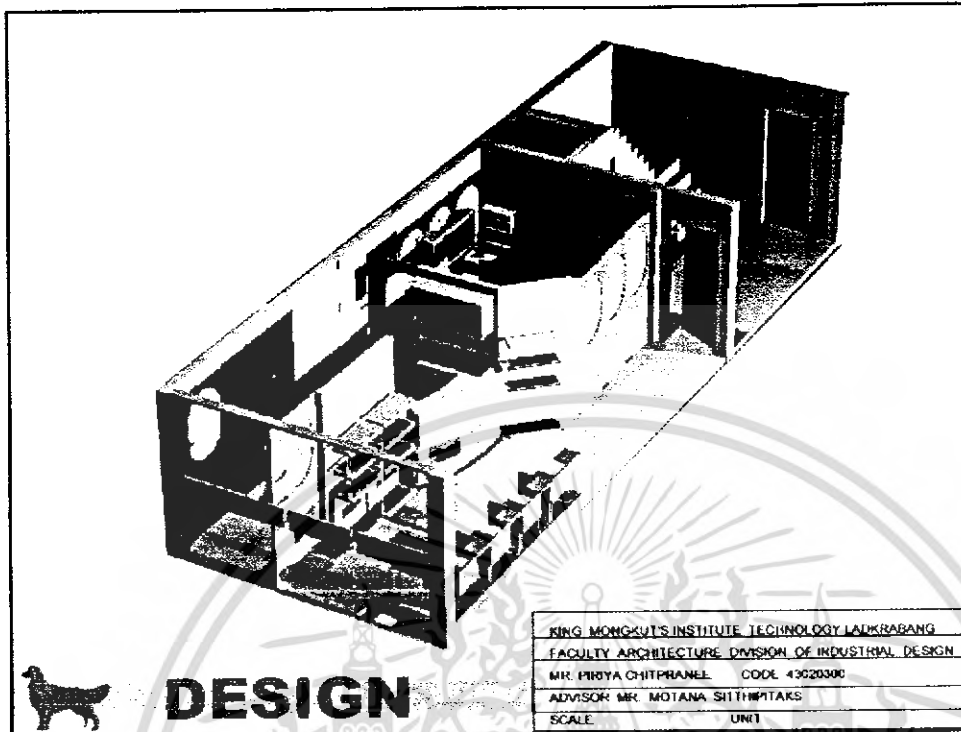 KING MONGKUT'S INSTITUTE TECHNOLOGY LADKRABANG
FACULTY ARCHITECTURE DIVISION OF INDUSTRIAL DESIGN
MR. PIRIYA CHITPRANEE CODE 43020300
ADVISOR MR. MOTANA SITTHIPITAKS
SCALE UNIT
DESIGN